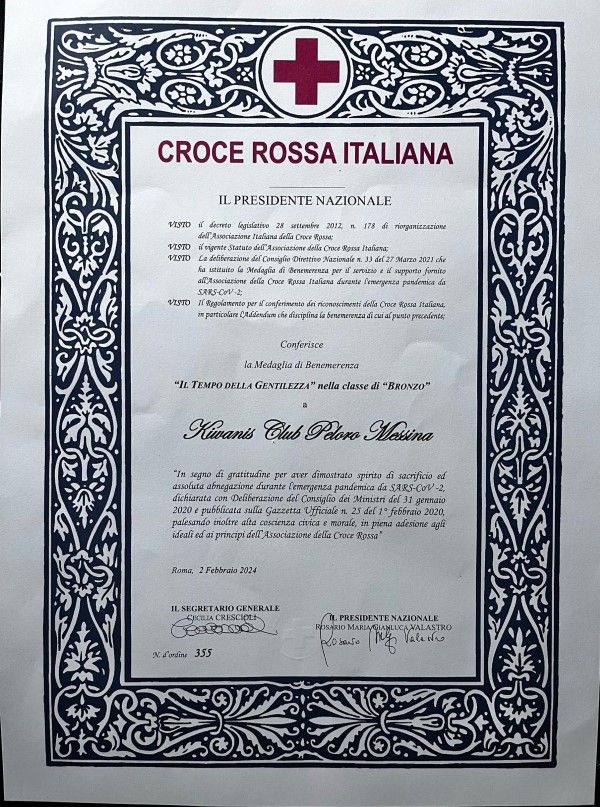 CROCE ROSSA ITALIANA
IL PRESIDENTE NAZIONALE
VISTO il decreto legislativo 28 settembre 2012, n. 178 di riorganizzazione
dell'Associazione Italiana della Croce Rossa;
VISTO il vigente Statuto dell'Associazione della Croce Rossa Italiana;
VISTO La deliberazione del Consiglio Direttivo Nazionale n. 33 del 27 Marzo 2021 che
ha istituito la Medaglia di Benemerenza per il servizio e il supporto fornito
all'Associazione della Croce Rossa Italiana durante l'emergenza pandemica da
SARS-CoV-2;
VISTO Il Regolamento per il conferimento dei riconoscimenti della Croce Rossa Italiana,
in particolare l'Addendum che disciplina la benemerenza di cui al punto precedente;
Conferisce
la Medaglia di Benemerenza
"IL TEMPO DELLA GENTILEZZA" nella classe di "BRONZO"
a
Kiwanis Club Peloro Messina
"In segno di gratitudine per aver dimostrato spirito di sacrificio ed
assoluta abnegazione durante l'emergenza pandemica da SARS-CoV-2,
dichiarata con Deliberazione del Consiglio dei Ministri del 31 gennaio
2020 e pubblicata sulla Gazzetta Ufficiale n. 25 del 1° febbraio 2020,
palesando inoltre alta coscienza civica e morale, in piena adesione agli
ideali ed ai principi dell'Associazione della Croce Rossa"
Roma, 2 Febbraio 2024
IL SEGRETARIO GENERALE
CECILIA CRESCIOLI
IL PRESIDENTE NAZIONALE
ROSARIO MARIA GIANLUCA VALASTRO
Rosario Valastro
N. d'ordine 355